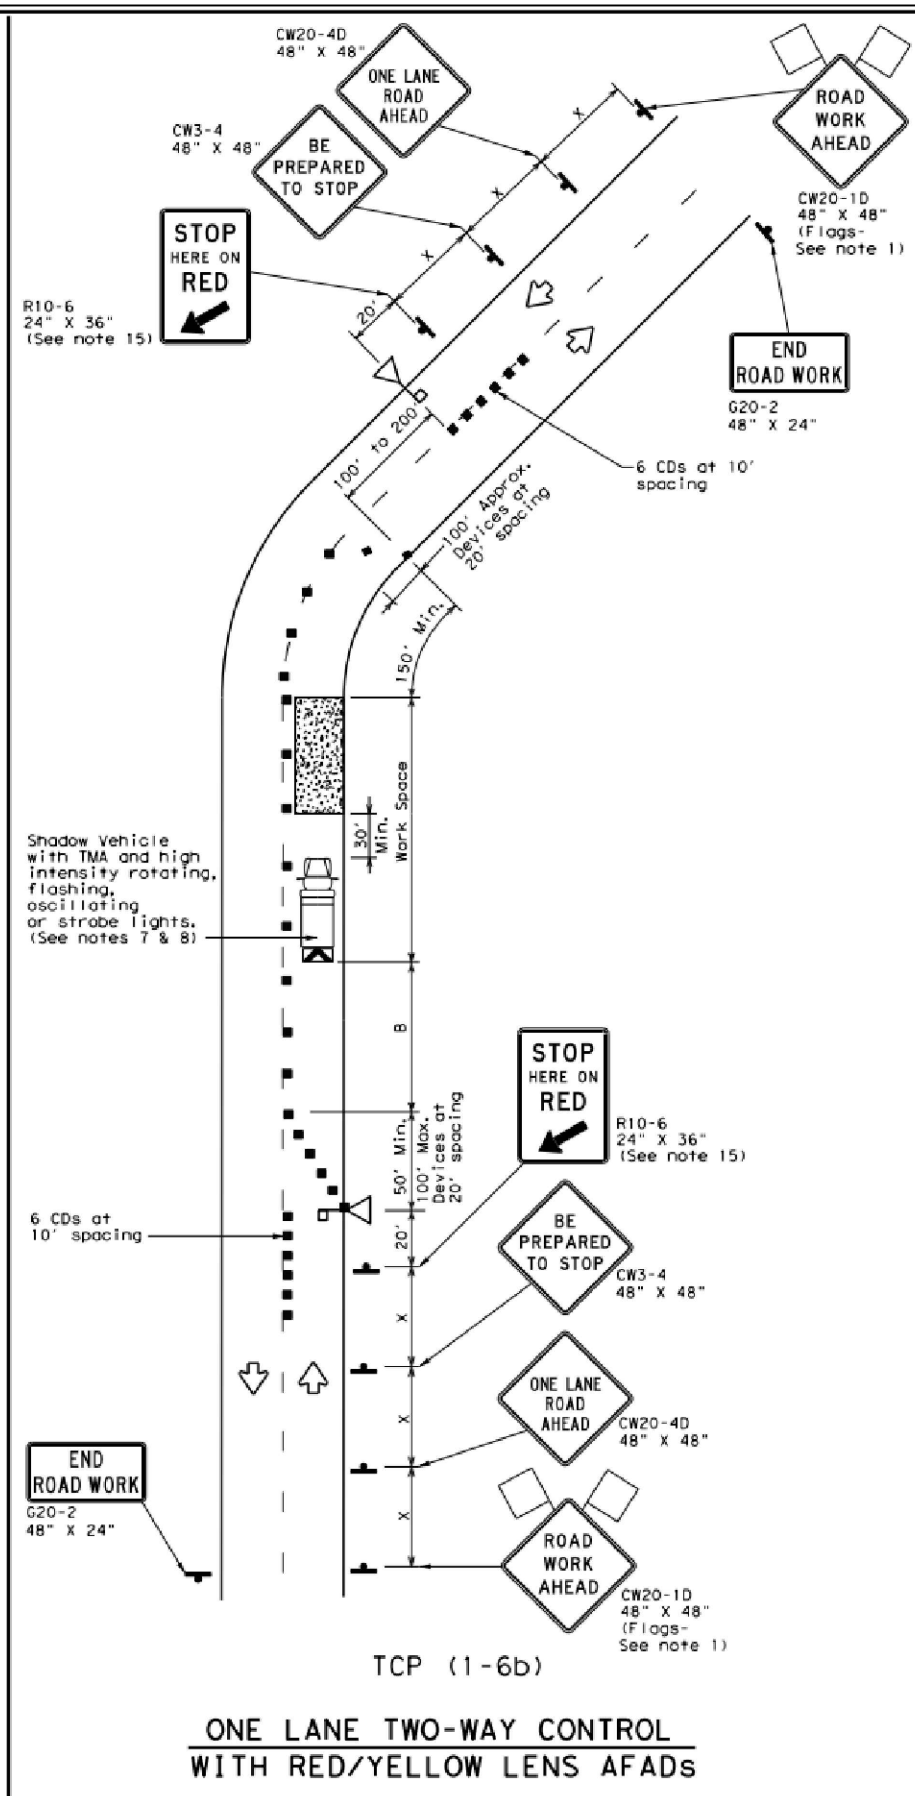 CW20-4D
48" X 48"
ONE LANE
ROAD
AHEAD
CW3-4
48" X 48"
BE
PREPARED
TO STOP
ROAD
WORK
AHEAD
CW20-1D
48" X 48"
(Flags-
See note 1)
STOP
HERE ON
RED
R10-6
24" X 36"
(See note 15)
X
X
X
20'
END
ROAD WORK
G20-2
48" X 24"
100' to 200'
6 CDs at 10'
spacing
100' Approx.
Devices at
20' spacing
150' Min.
Work Space
30'
Min.
Shadow Vehicle
with TMA and high
intensity rotating,
flashing,
oscillating
or strobe lights.
(See notes 7 & 8)
B
50' Min.
100' Max.
Devices at
20' spacing
STOP
HERE ON
RED
R10-6
24" X 36"
(See note 15)
6 CDs at
10' spacing
20'
BE
PREPARED
TO STOP
CW3-4
48" X 48"
X
ONE LANE
ROAD
AHEAD
CW20-4D
48" X 48"
X
END
ROAD WORK
G20-2
48" X 24"
X
ROAD
WORK
AHEAD
CW20-1D
48" X 48"
(Flags-
See note 1)
TCP (1-6b)
ONE LANE TWO-WAY CONTROL
WITH RED/YELLOW LENS AFADs